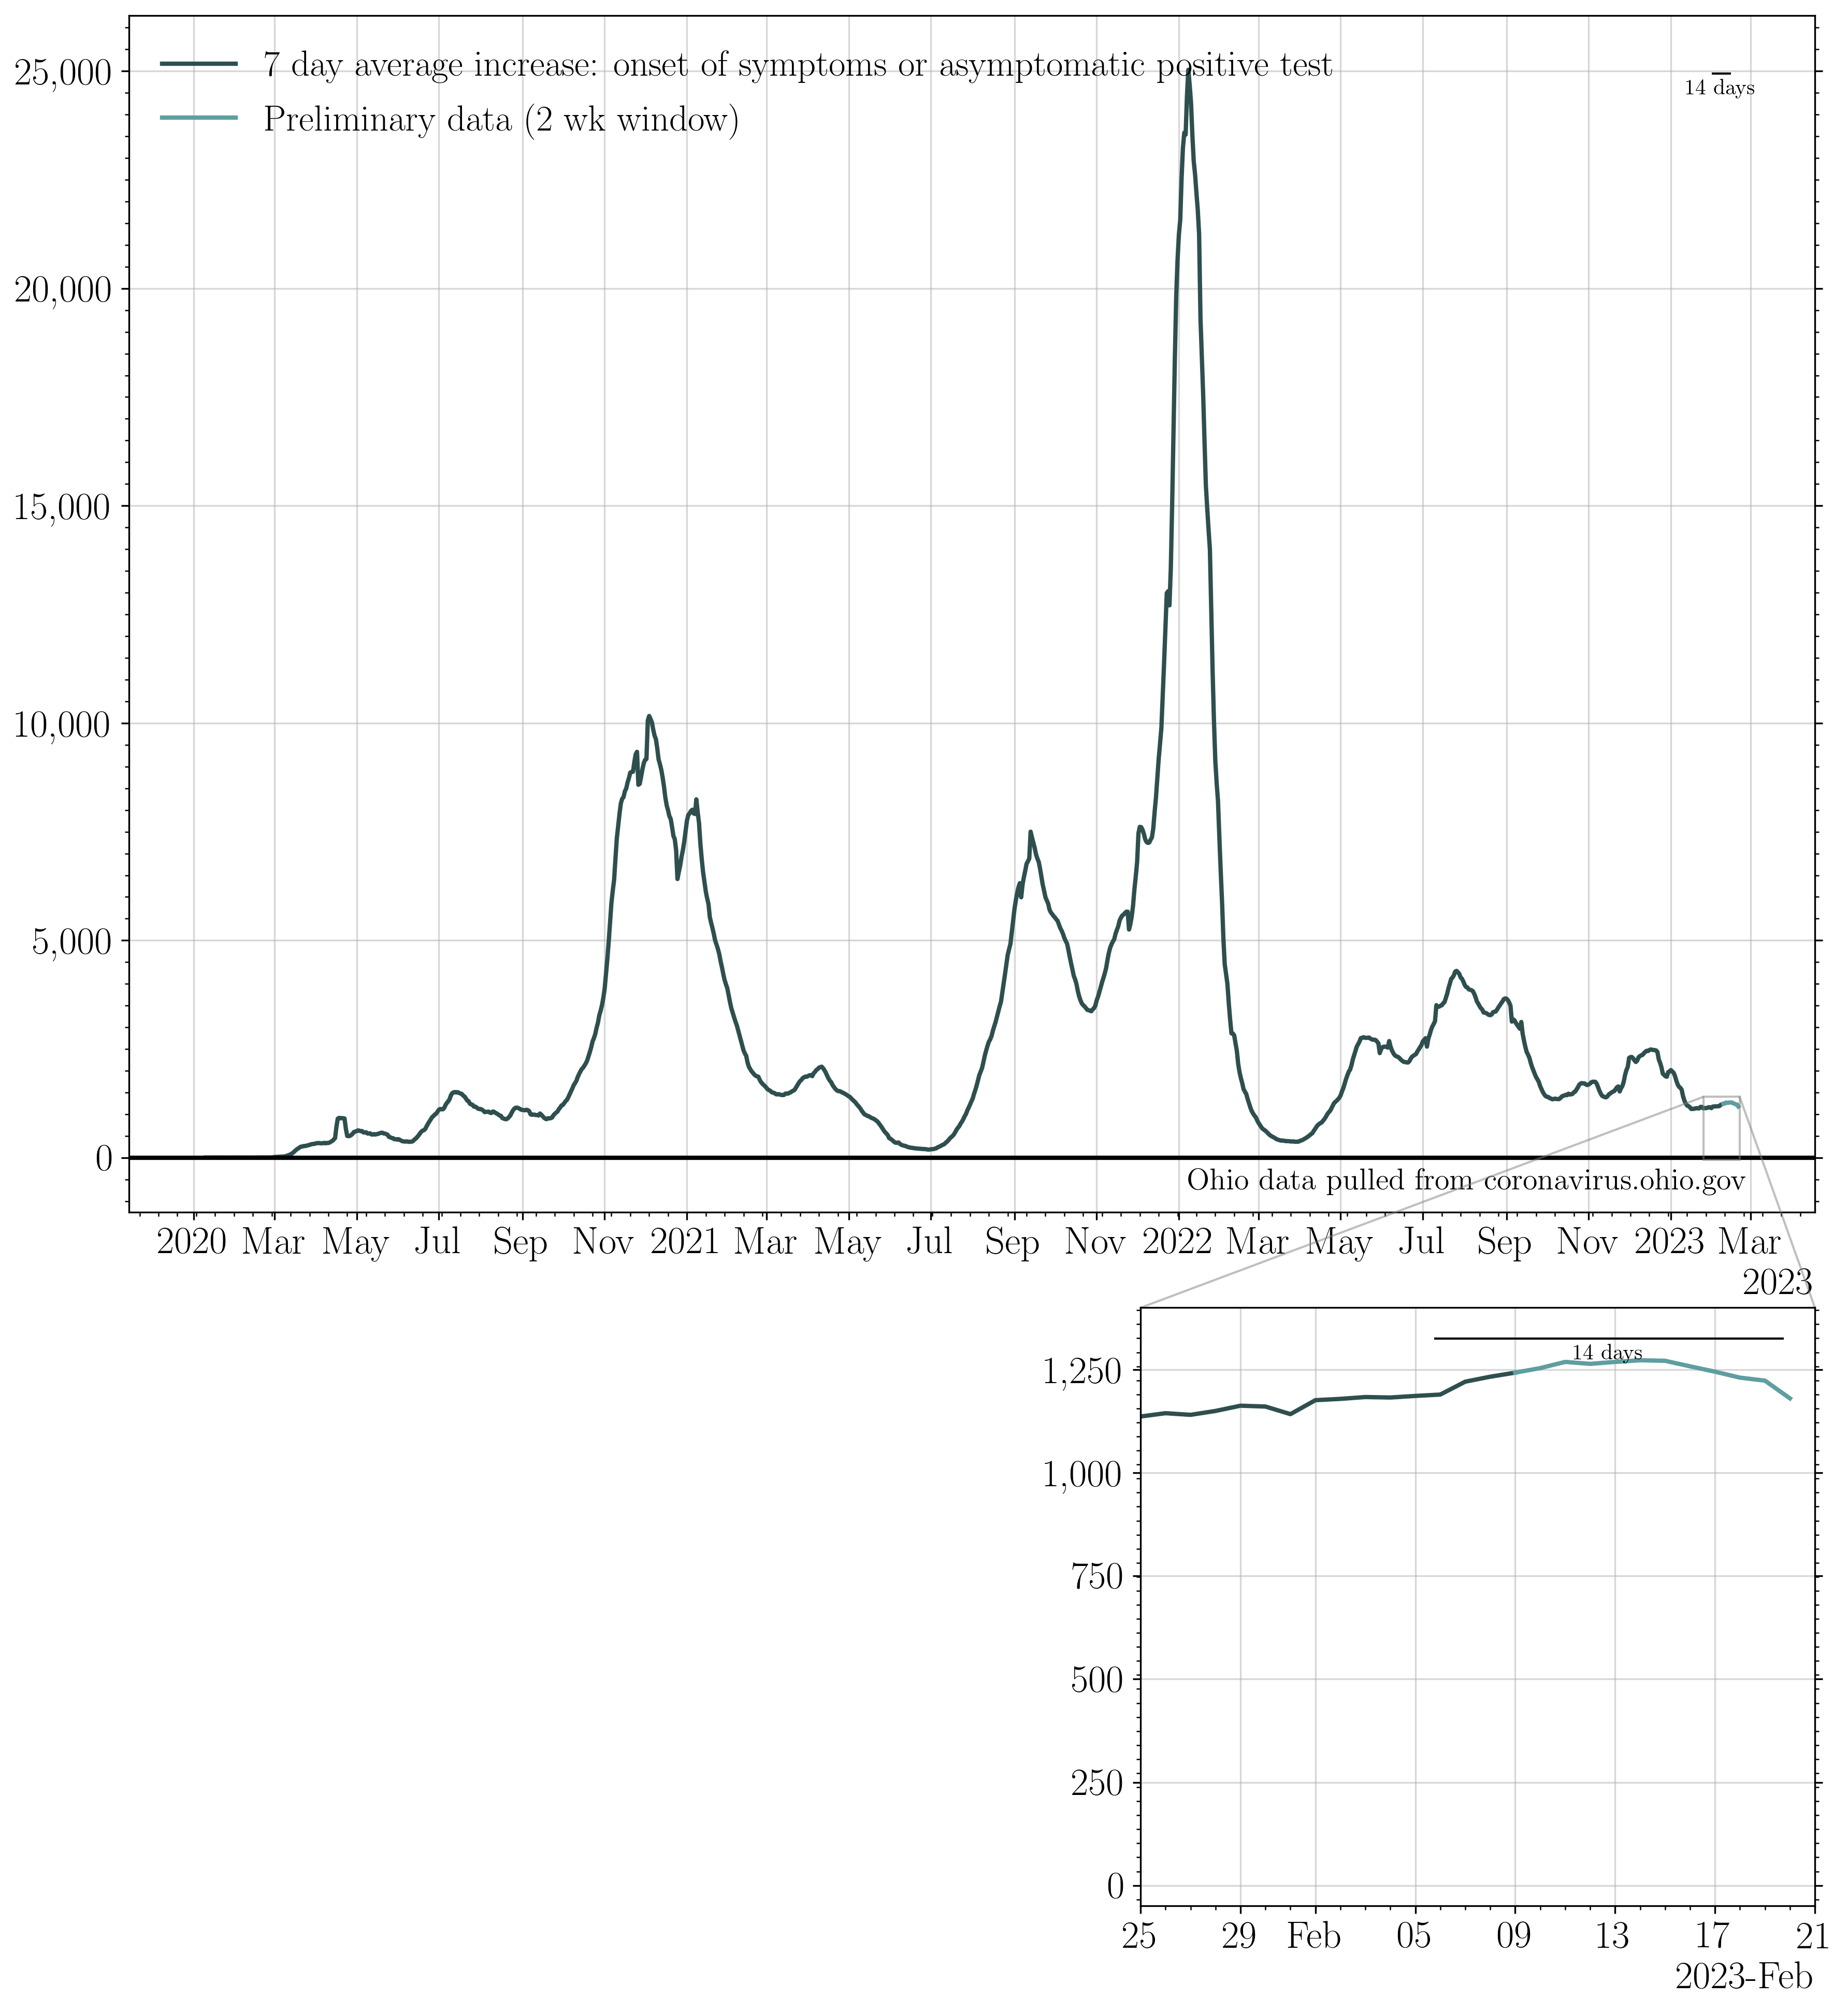 7 day average increase: onset of symptoms or asymptomatic positive test
Preliminary data (2 wk window)
14 days
25,000
20,000
15,000
10,000
5,000
0
Ohio data pulled from coronavirus.ohio.gov
2020 Mar May Jul Sep Nov 2021 Mar May Jul Sep Nov 2022 Mar May Jul Sep Nov 2023 Mar
2023
14 days
1,250
1,000
750
500
250
0
25 29 Feb 05 09 13 17 21
2023-Feb